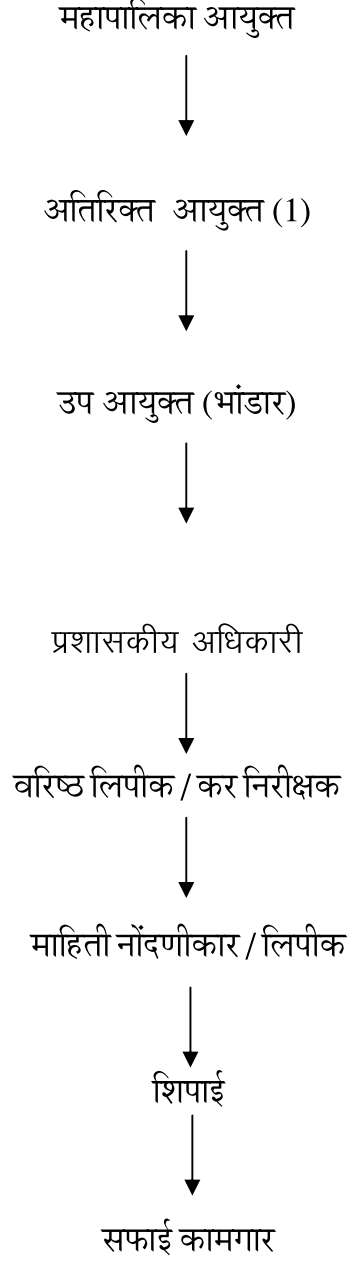 महापालिका आयुक्त
अतिरिक्त आयुक्त (1)
उप आयुक्त (भांडार)
प्रशासकीय अधिकारी
वरिष्ठ लिपीक / कर निरीक्षक
माहिती नोंदणीकार / लिपीक
शिपाई
सफाई कामगार